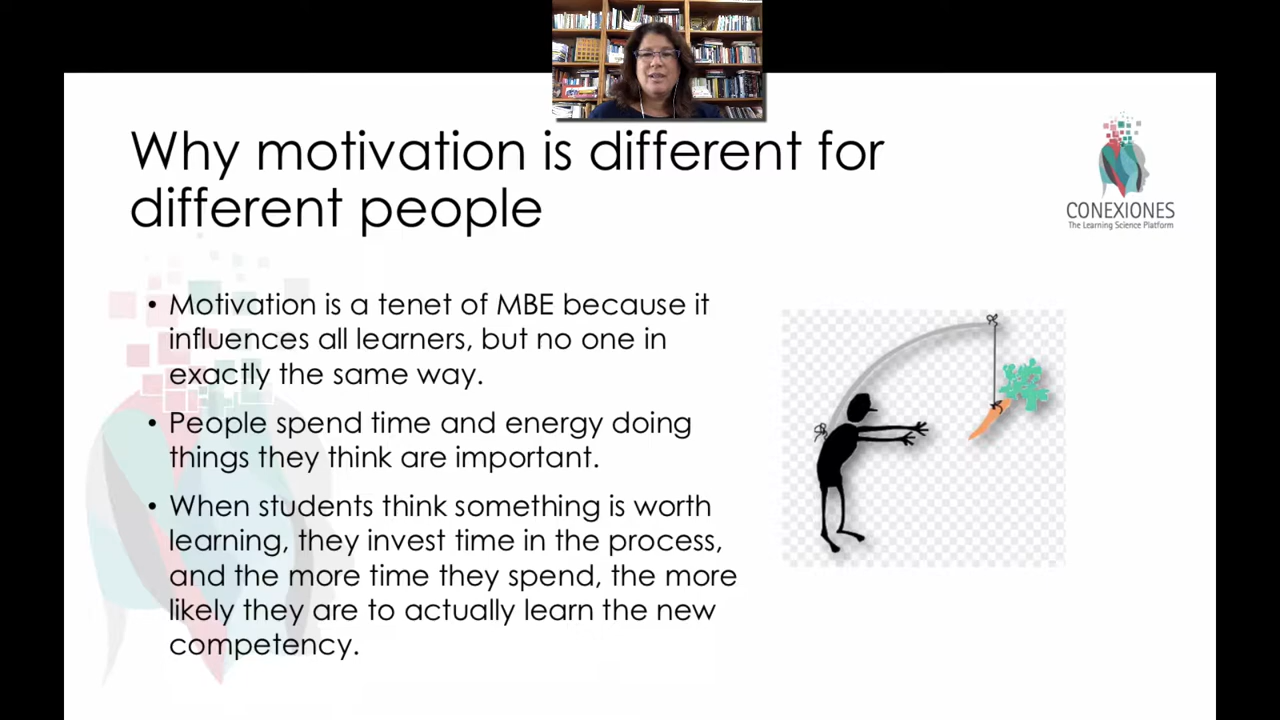 Why motivation is different for
different people
CONEXIONES
The Learning Science Platform
• Motivation is a tenet of MBE because it
influences all learners, but no one in
exactly the same way.
• People spend time and energy doing
things they think are important.
• When students think something is worth
learning, they invest time in the process,
and the more time they spend, the more
likely they are to actually learn the new
competency.